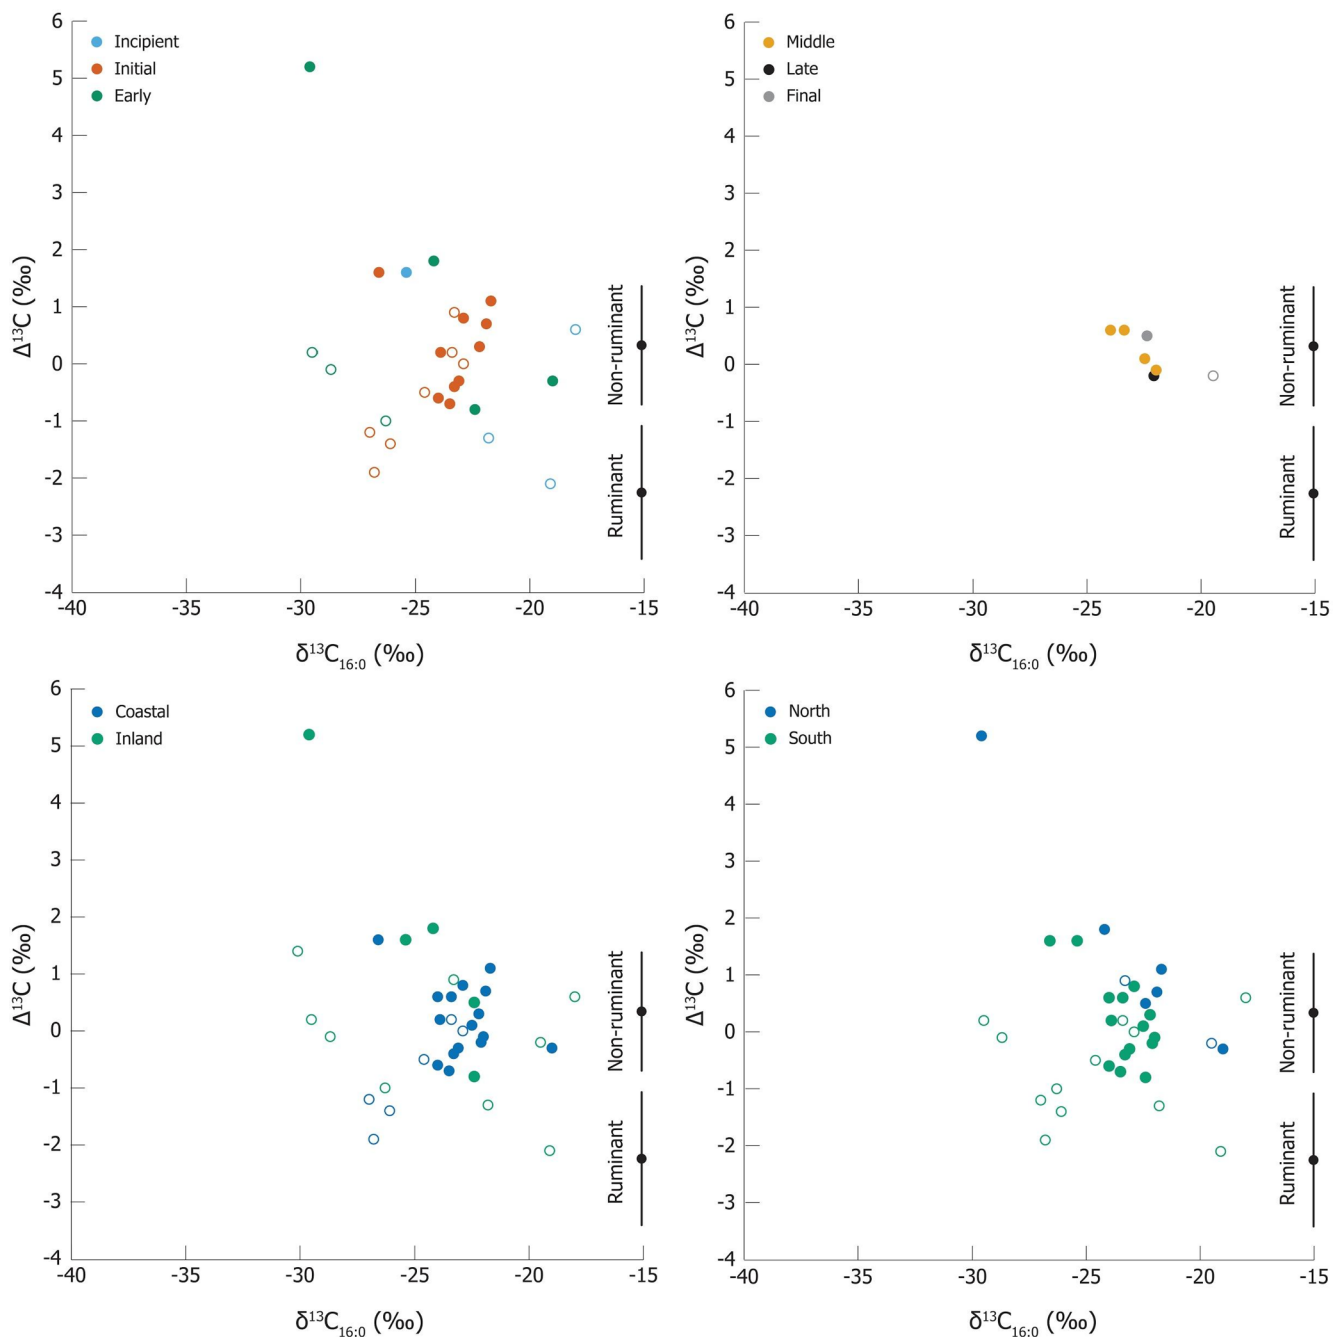 6
5
4
3
2
1
0
-1
-2
-3
-4
Δ¹³C (‰)
Incipient
Initial
Early
Non-ruminant
Ruminant
-40 -35 -30 -25 -20 -15
δ¹³C₁₆:₀ (‰)
6
5
4
3
2
1
0
-1
-2
-3
-4
Δ¹³C (‰)
Middle
Late
Final
Non-ruminant
Ruminant
-40 -35 -30 -25 -20 -15
δ¹³C₁₆:₀ (‰)
6
5
4
3
2
1
0
-1
-2
-3
-4
Δ¹³C (‰)
Coastal
Inland
Non-ruminant
Ruminant
-40 -35 -30 -25 -20 -15
δ¹³C₁₆:₀ (‰)
6
5
4
3
2
1
0
-1
-2
-3
-4
Δ¹³C (‰)
North
South
Non-ruminant
Ruminant
-40 -35 -30 -25 -20 -15
δ¹³C₁₆:₀ (‰)